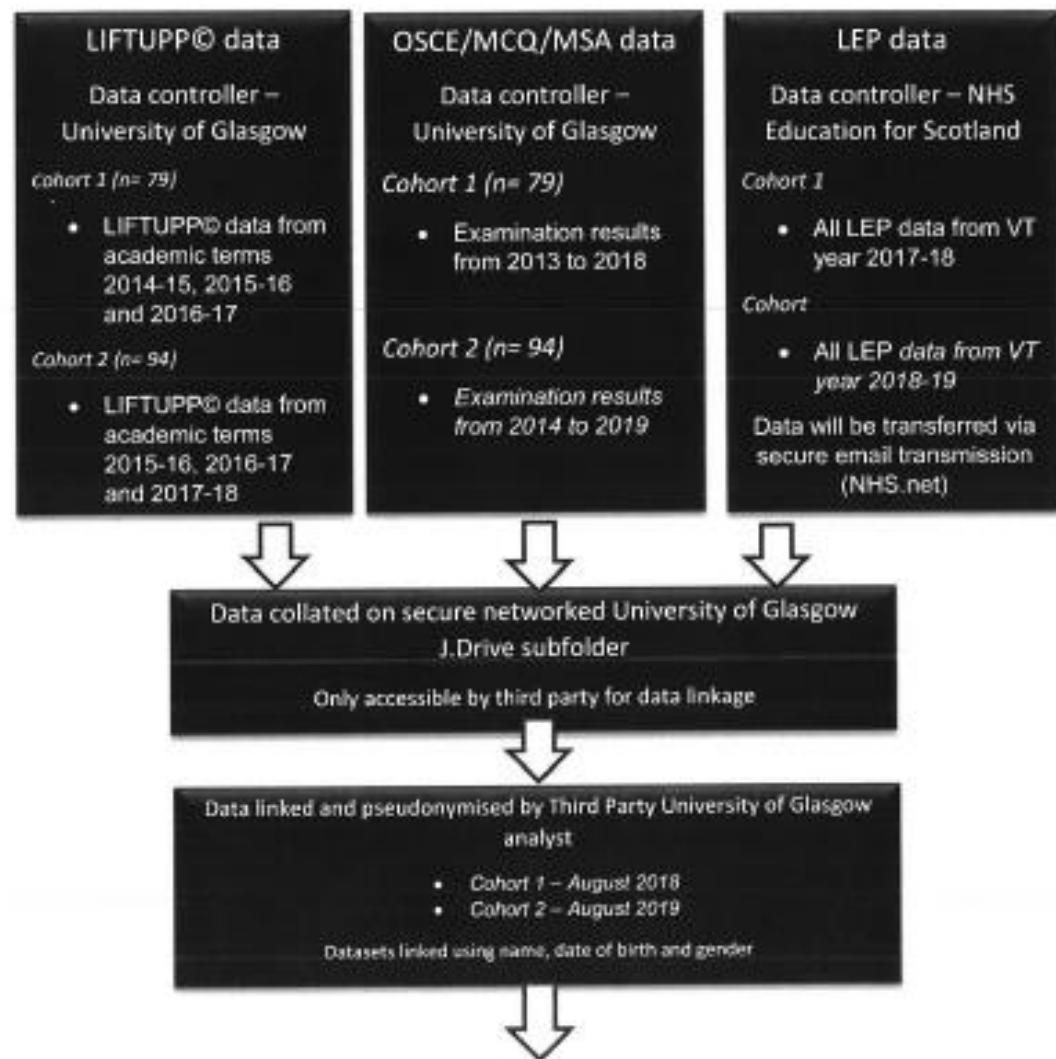 LIFTUPP© data
Data controller –
University of Glasgow
Cohort 1 (n= 79)
• LIFTUPP© data from
academic terms
2014-15, 2015-16
and 2016-17
Cohort 2 (n= 94)
• LIFTUPP© data from
academic terms
2015-16, 2016-17
and 2017-18
OSCE/MCQ/MSA data
Data controller –
University of Glasgow
Cohort 1 (n= 79)
• Examination results
from 2013 to 2018
Cohort 2 (n= 94)
• Examination results
from 2014 to 2019
LEP data
Data controller – NHS
Education for Scotland
Cohort 1
• All LEP data from VT
year 2017-18
Cohort
• All LEP data from VT
year 2018-19
Data will be transferred via
secure email transmission
(NHS.net)
Data collated on secure networked University of Glasgow
J.Drive subfolder
Only accessible by third party for data linkage
Data linked and pseudonymised by Third Party University of Glasgow
analyst
• Cohort 1 – August 2018
• Cohort 2 – August 2019
Datasets linked using name, date of birth and gender